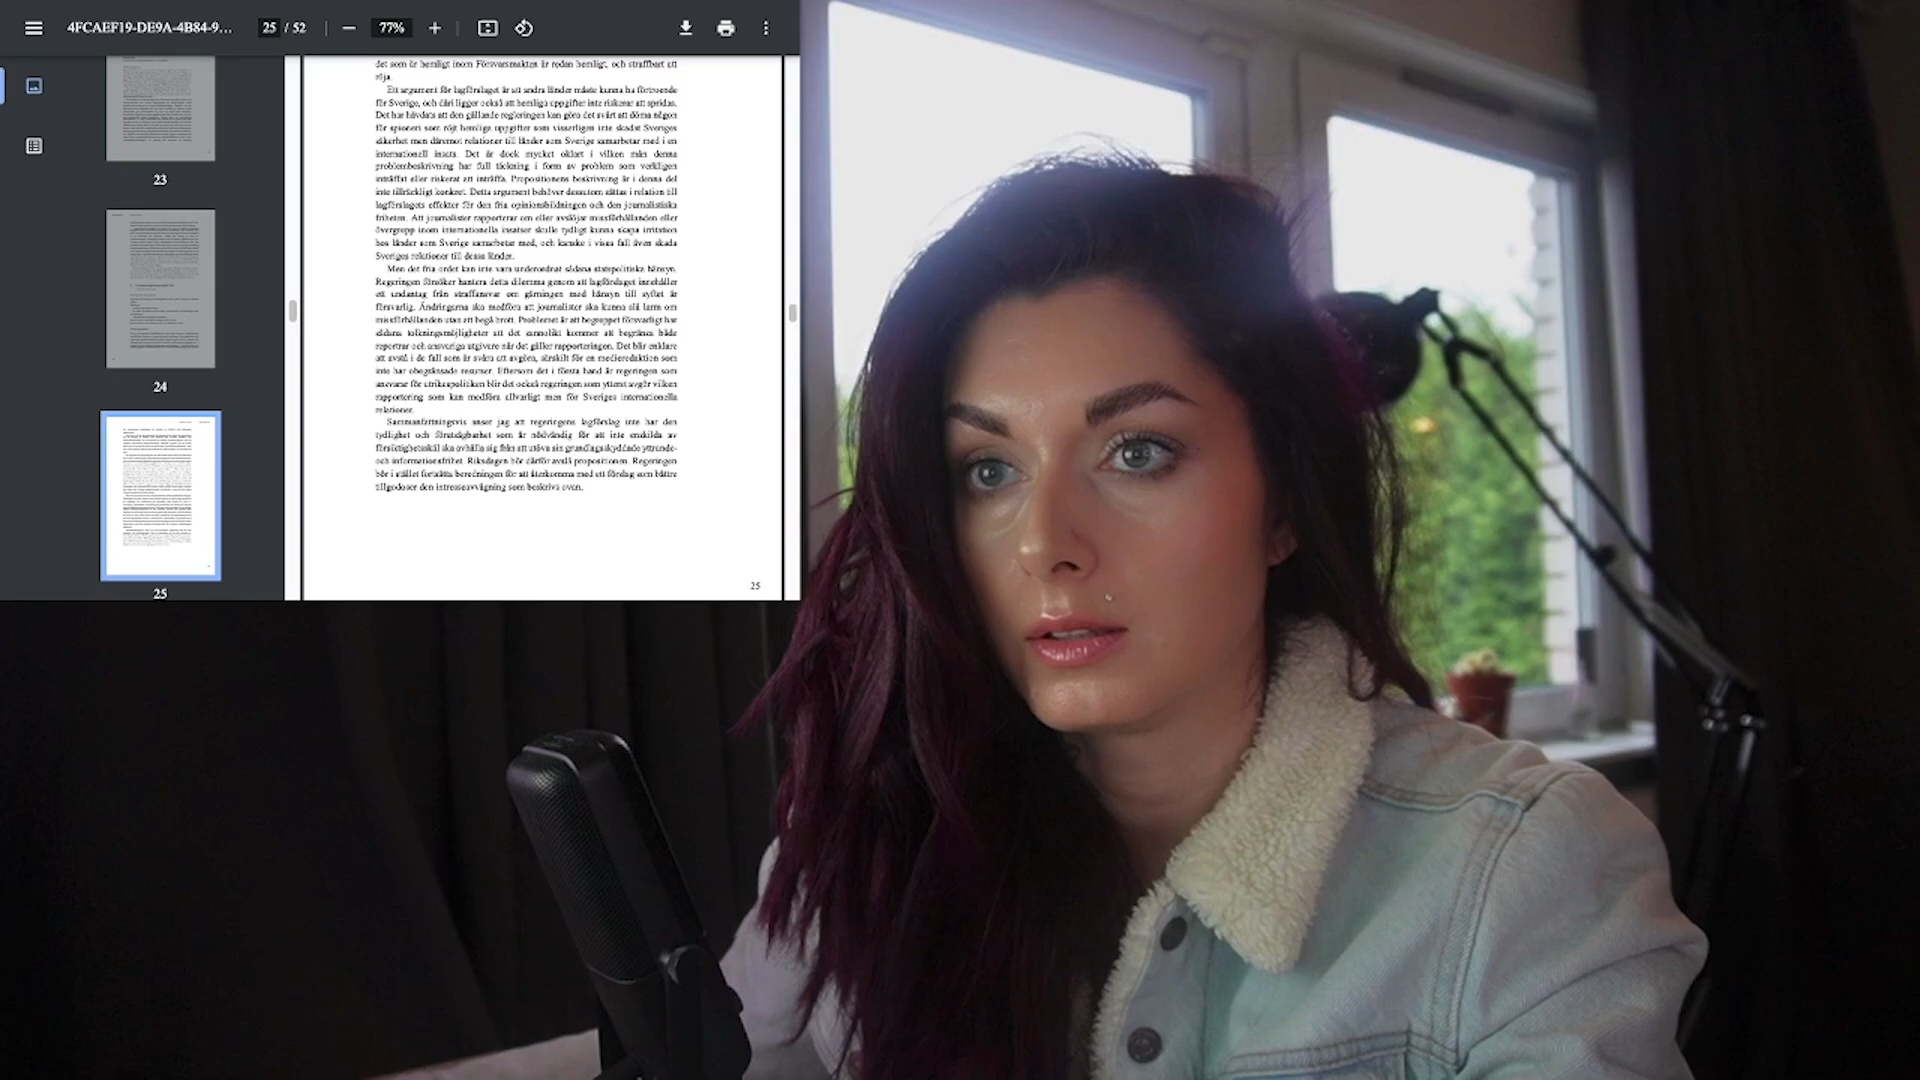 4FCAEF19-DE9A-4B84-9...
25 / 52
77%
23
24
25
det som är hemligt inom Försvarsmakten är redan hemligt, och straffbart att
röja.
Ett argument för lagförslaget är att andra länder måste kunna ha förtroende
för Sverige, och däri ligger också att hemliga uppgifter inte riskerar att spridas.
Det har hävdats att den gällande regleringen kan göra det svårt att döma någon
för spioneri som röjt hemliga uppgifter som visserligen inte skadat Sveriges
säkerhet men däremot relationer till länder som Sverige samarbetar med i en
internationell insats. Det är dock mycket oklart i vilken mån denna
problembeskrivning har full täckning i form av problem som verkligen
inträffat eller riskerat att inträffa. Propositionens beskrivning är i denna del
inte tillräckligt konkret. Detta argument behöver dessutom sättas i relation till
lagförslagets effekter för den fria opinionsbildningen och den journalistiska
friheten. Att journalister rapporterar om eller avslöjar missförhållanden eller
övergrepp inom internationella insatser skulle tydligt kunna skapa irritation
hos länder som Sverige samarbetar med, och kanske i vissa fall även skada
Sveriges relationer till dessa länder.
Men det fria ordet kan inte vara underordnat sådana statspolitiska hänsyn.
Regeringen försöker hantera detta dilemma genom att lagförslaget innehåller
ett undantag från straffansvar om gärningen med hänsyn till syftet är
försvarlig. Ändringarna ska medföra att journalister ska kunna slå larm om
missförhållanden utan att begå brott. Problemet är att begreppet försvarligt har
sådana tolkningsmöjligheter att det sannolikt kommer att begränsa både
reportrar och ansvariga utgivare när det gäller rapporteringen. Det blir enklare
att avstå i de fall som är svåra att avgöra, särskilt för en medieredaktion som
inte har obegränsade resurser. Eftersom det i första hand är regeringen som
ansvarar för utrikespolitiken blir det också regeringen som ytterst avgör vilken
rapportering som kan medföra allvarligt men för Sveriges internationella
relationer.
Sammanfattningsvis anser jag att regeringens lagförslag inte har den
tydlighet och förutsägbarhet som är nödvändig för att inte enskilda av
försiktighetsskäl ska avhålla sig från att utöva sin grundlagsskyddade yttrande-
och informationsfrihet. Riksdagen bör därför avslå propositionen. Regeringen
bör i stället fortsätta beredningen för att återkomma med ett förslag som bättre
tillgodoser den intresseavvägning som beskrivs ovan.
25